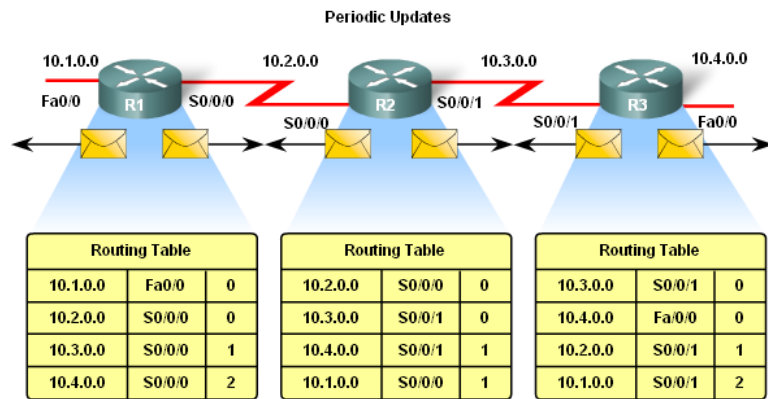 Periodic Updates
10.1.0.0 10.2.0.0 10.3.0.0 10.4.0.0
Fa0/0 R1 S0/0/0 S0/0/0 R2 S0/0/1 S0/0/1 R3 Fa0/0
Routing Table
10.1.0.0 Fa0/0 0
10.2.0.0 S0/0/0 0
10.3.0.0 S0/0/0 1
10.4.0.0 S0/0/0 2
Routing Table
10.2.0.0 S0/0/0 0
10.3.0.0 S0/0/1 0
10.4.0.0 S0/0/1 1
10.1.0.0 S0/0/0 1
Routing Table
10.3.0.0 S0/0/1 0
10.4.0.0 Fa0/0 0
10.2.0.0 S0/0/1 1
10.1.0.0 S0/0/1 2